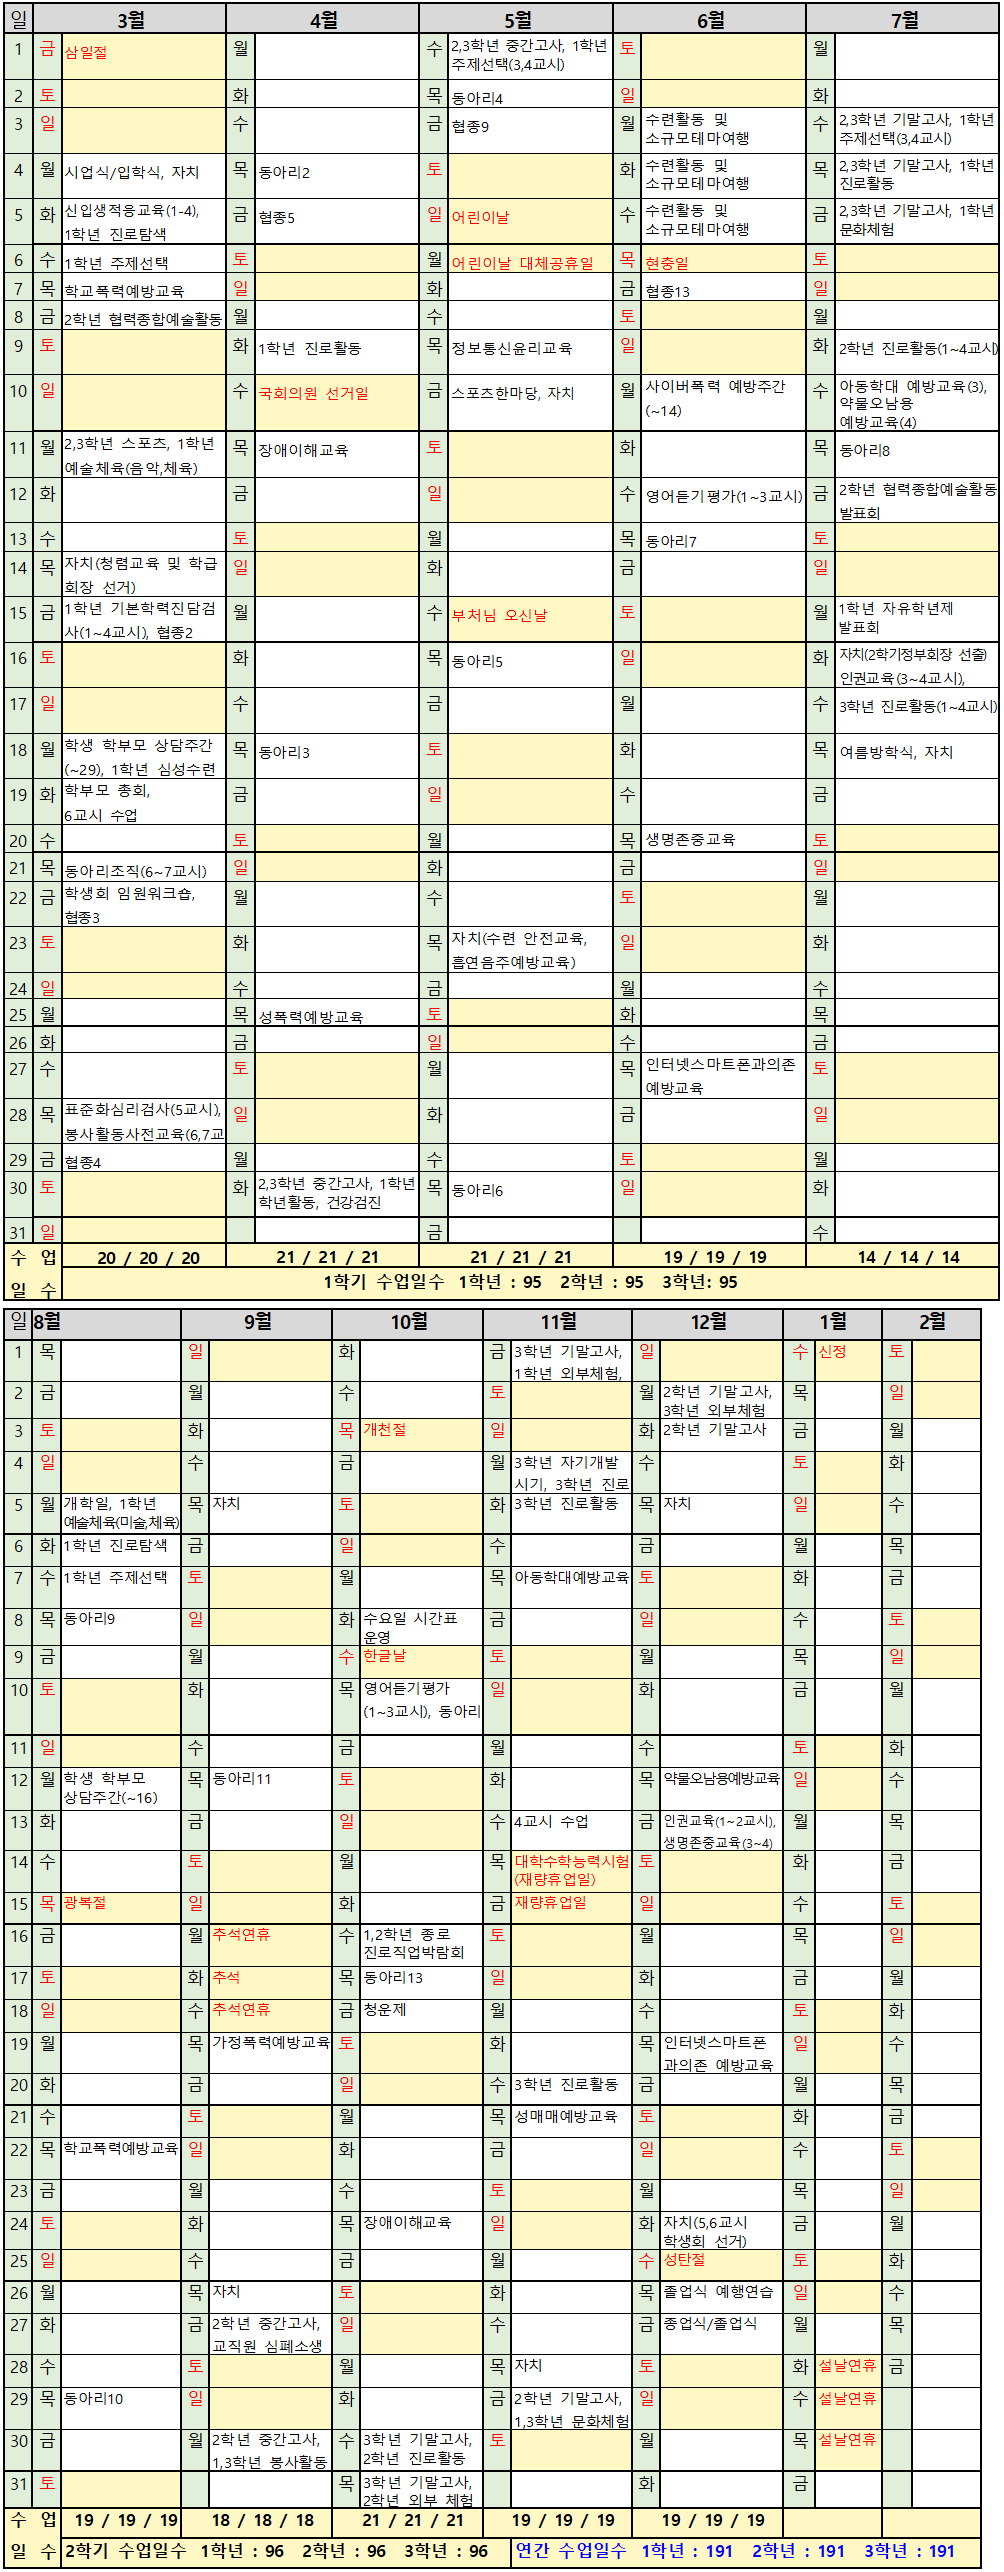 일 3월 4월 5월 6월 7월
1 금 삼일절 월 수 2,3학년 중간고사, 1학년 토 월
주제선택(3,4교시)
2 토 화 목 동아리4 일 화
3 일 수 금 협종9 월 수련활동 및 수 2,3학년 기말고사, 1학년
소규모테마여행 주제선택(3,4교시)
4 월 시업식/입학식, 자치 목 동아리2 토 화 수련활동 및 목 2,3학년 기말고사, 1학년
소규모테마여행 진로활동
5 화 신입생적응교육(1-4), 금 협종5 일 어린이날 수 수련활동 및 금 2,3학년 기말고사, 1학년
1학년 진로탐색 소규모테마여행 문화체험
6 수 1학년 주제선택 토 월 어린이날 대체공휴일 목 현충일 토
7 목 학교폭력예방교육 일 화 금 협종13 일
8 금 2학년 협력종합예술활동 월 수 토 월
9 토 화 1학년 진로활동 목 정보통신윤리교육 일 화 2학년 진로활동(1~4교시)
10 일 수 국회의원 선거일 금 스포츠한마당, 자치 월 사이버폭력 예방주간 수 아동학대 예방교육(3),
(~14) 약물오남용
예방교육(4)
11 월 2,3학년 스포츠, 1학년 목 장애이해교육 토 화 목 동아리8
예술체육(음악,체육)
12 화 금 일 수 영어듣기평가(1~3교시) 금 2학년 협력종합예술활동
발표회
13 수 토 월 목 동아리7 토
14 목 자치(청렴교육 및 학급 일 화 금 일
회장 선거)
15 금 1학년 기본학력진단검 월 수 부처님 오신날 토 월 1학년 자유학년제
사(1~4교시), 협종2 발표회
16 토 화 목 동아리5 일 화 자치(2학기정부회장 선출)
인권교육(3~4교시),
17 일 수 금 월 수 3학년 진로활동(1~4교시)
18 월 학생 학부모 상담주간 목 동아리3 토 화 목 여름방학식, 자치
(~29), 1학년 심성수련
19 화 학부모 총회, 금 일 수 금
6교시 수업
20 수 토 월 목 생명존중교육 토
21 목 동아리조직(6~7교시) 일 화 금 일
22 금 학생회 임원워크숍, 월 수 토 월
협종3
23 토 화 목 자치(수련 안전교육, 일 화
흡연음주예방교육)
24 일 수 금 월 수
25 월 목 성폭력예방교육 토 화 목
26 화 금 일 수 금
27 수 토 월 목 인터넷스마트폰과의존 토
예방교육
28 목 표준화심리검사(5교시), 일 화 금 일
봉사활동사전교육(6,7교
29 금 협종4 월 수 토 월
30 토 화 2,3학년 중간고사, 1학년 목 동아리6 일 화
학년활동, 건강검진
31 일 금 수
수 업 20 / 20 / 20 21 / 21 / 21 21 / 21 / 21 19 / 19 / 19 14 / 14 / 14
일 수 1학기 수업일수 1학년 : 95 2학년 : 95 3학년: 95
일 8월 9월 10월 11월 12월 1월 2월
1 목 일 화 금 3학년 기말고사, 일 수 신정 토
1학년 외부체험,
2 금 월 수 토 월 2학년 기말고사, 목 일
3학년 외부체험
3 토 화 목 개천절 일 화 2학년 기말고사 금 월
4 일 수 금 월 3학년 자기개발 수 토 화
시기, 3학년 진로
5 월 개학일, 1학년 목 자치 토 화 3학년 진로활동 목 자치 일 수
예술체육(미술,체육)
6 화 1학년 진로탐색 금 일 수 금 월 목
7 수 1학년 주제선택 토 월 목 아동학대예방교육 토 화 금
8 목 동아리9 일 화 수요일 시간표 금 일 수 토
운영
9 금 월 수 한글날 토 월 목 일
10 토 화 목 영어듣기평가 일 화 금 월
(1~3교시), 동아리
11 일 수 금 월 수 토 화
12 월 학생 학부모 목 동아리11 토 화 목 약물오남용예방교육 일 수
상담주간(~16)
13 화 금 일 수 4교시 수업 금 인권교육(1~2교시), 월 목
생명존중교육(3~4)
14 수 토 월 목 대학수학능력시험 토 화 금
(재량휴업일)
15 목 광복절 일 화 금 재량휴업일 일 수 토
16 금 월 추석연휴 수 1,2학년 종로 토 월 목 일
진로직업박람회
17 토 화 추석 목 동아리13 일 화 금 월
18 일 수 추석연휴 금 청운제 월 수 토 화
19 월 목 가정폭력예방교육 토 화 목 인터넷스마트폰 일 수
과의존 예방교육
20 화 금 일 수 3학년 진로활동 금 월 목
21 수 토 월 목 성매매예방교육 토 화 금
22 목 학교폭력예방교육 일 화 금 일 수 토
23 금 월 수 토 월 목 일
24 토 화 목 장애이해교육 일 화 자치(5,6교시 금 월
학생회 선거)
25 일 수 금 월 수 성탄절 토 화
26 월 목 자치 토 화 목 졸업식 예행연습 일 수
27 화 금 2학년 중간고사, 일 수 금 종업식/졸업식 월 목
교직원 심폐소생
28 수 토 월 목 자치 토 화 설날연휴 금
29 목 동아리10 일 화 금 2학년 기말고사, 일 수 설날연휴
1,3학년 문화체험
30 금 월 2학년 중간고사, 수 3학년 기말고사, 토 월 목 설날연휴
1,3학년 봉사활동 2학년 진로활동
31 토 목 3학년 기말고사, 화 금
2학년 외부 체험
수 업 19 / 19 / 19 18 / 18 / 18 21 / 21 / 21 19 / 19 / 19 19 / 19 / 19
일 수 2학기 수업일수 1학년 : 96 2학년 : 96 3학년 : 96 연간 수업일수 1학년 : 191 2학년 : 191 3학년 : 191